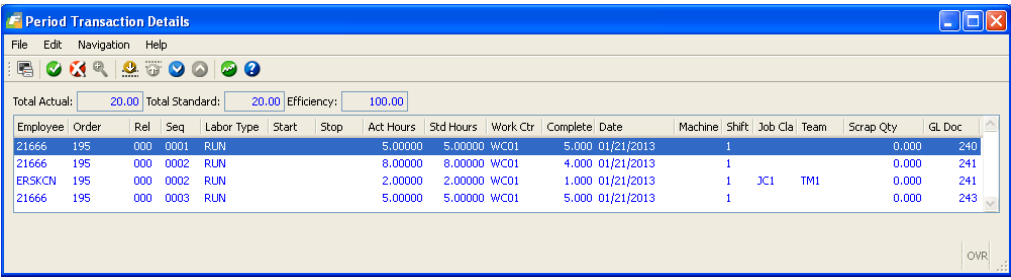 Period Transaction Details
File Edit Navigation Help
Total Actual: 20.00 Total Standard: 20.00 Efficiency: 100.00
Employee Order Rel Seq Labor Type Start Stop Act Hours Std Hours Work Ctr Complete Date Machine Shift Job Cla Team Scrap Qty GL Doc
21666 195 000 0001 RUN 5.00000 5.00000 WC01 5.000 01/21/2013 1 0.000 240
21666 195 000 0002 RUN 8.00000 8.00000 WC01 4.000 01/21/2013 1 0.000 241
ERSKCN 195 000 0002 RUN 2.00000 2.00000 WC01 1.000 01/21/2013 1 JC1 TM1 0.000 241
21666 195 000 0003 RUN 5.00000 5.00000 WC01 5.000 01/21/2013 1 0.000 243
OVR